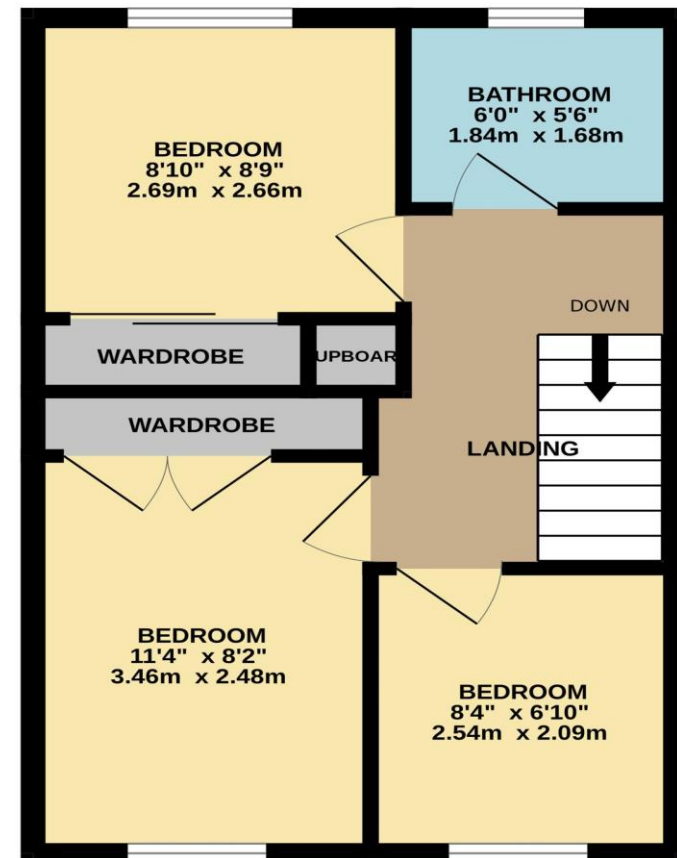 BEDROOM
8'10" x 8'9"
2.69m x 2.66m
BATHROOM
6'0" x 5'6"
1.84m x 1.68m
DOWN
WARDROBE
UPBOAR
WARDROBE
LANDING
BEDROOM
11'4" x 8'2"
3.46m x 2.48m
BEDROOM
8'4" x 6'10"
2.54m x 2.09m